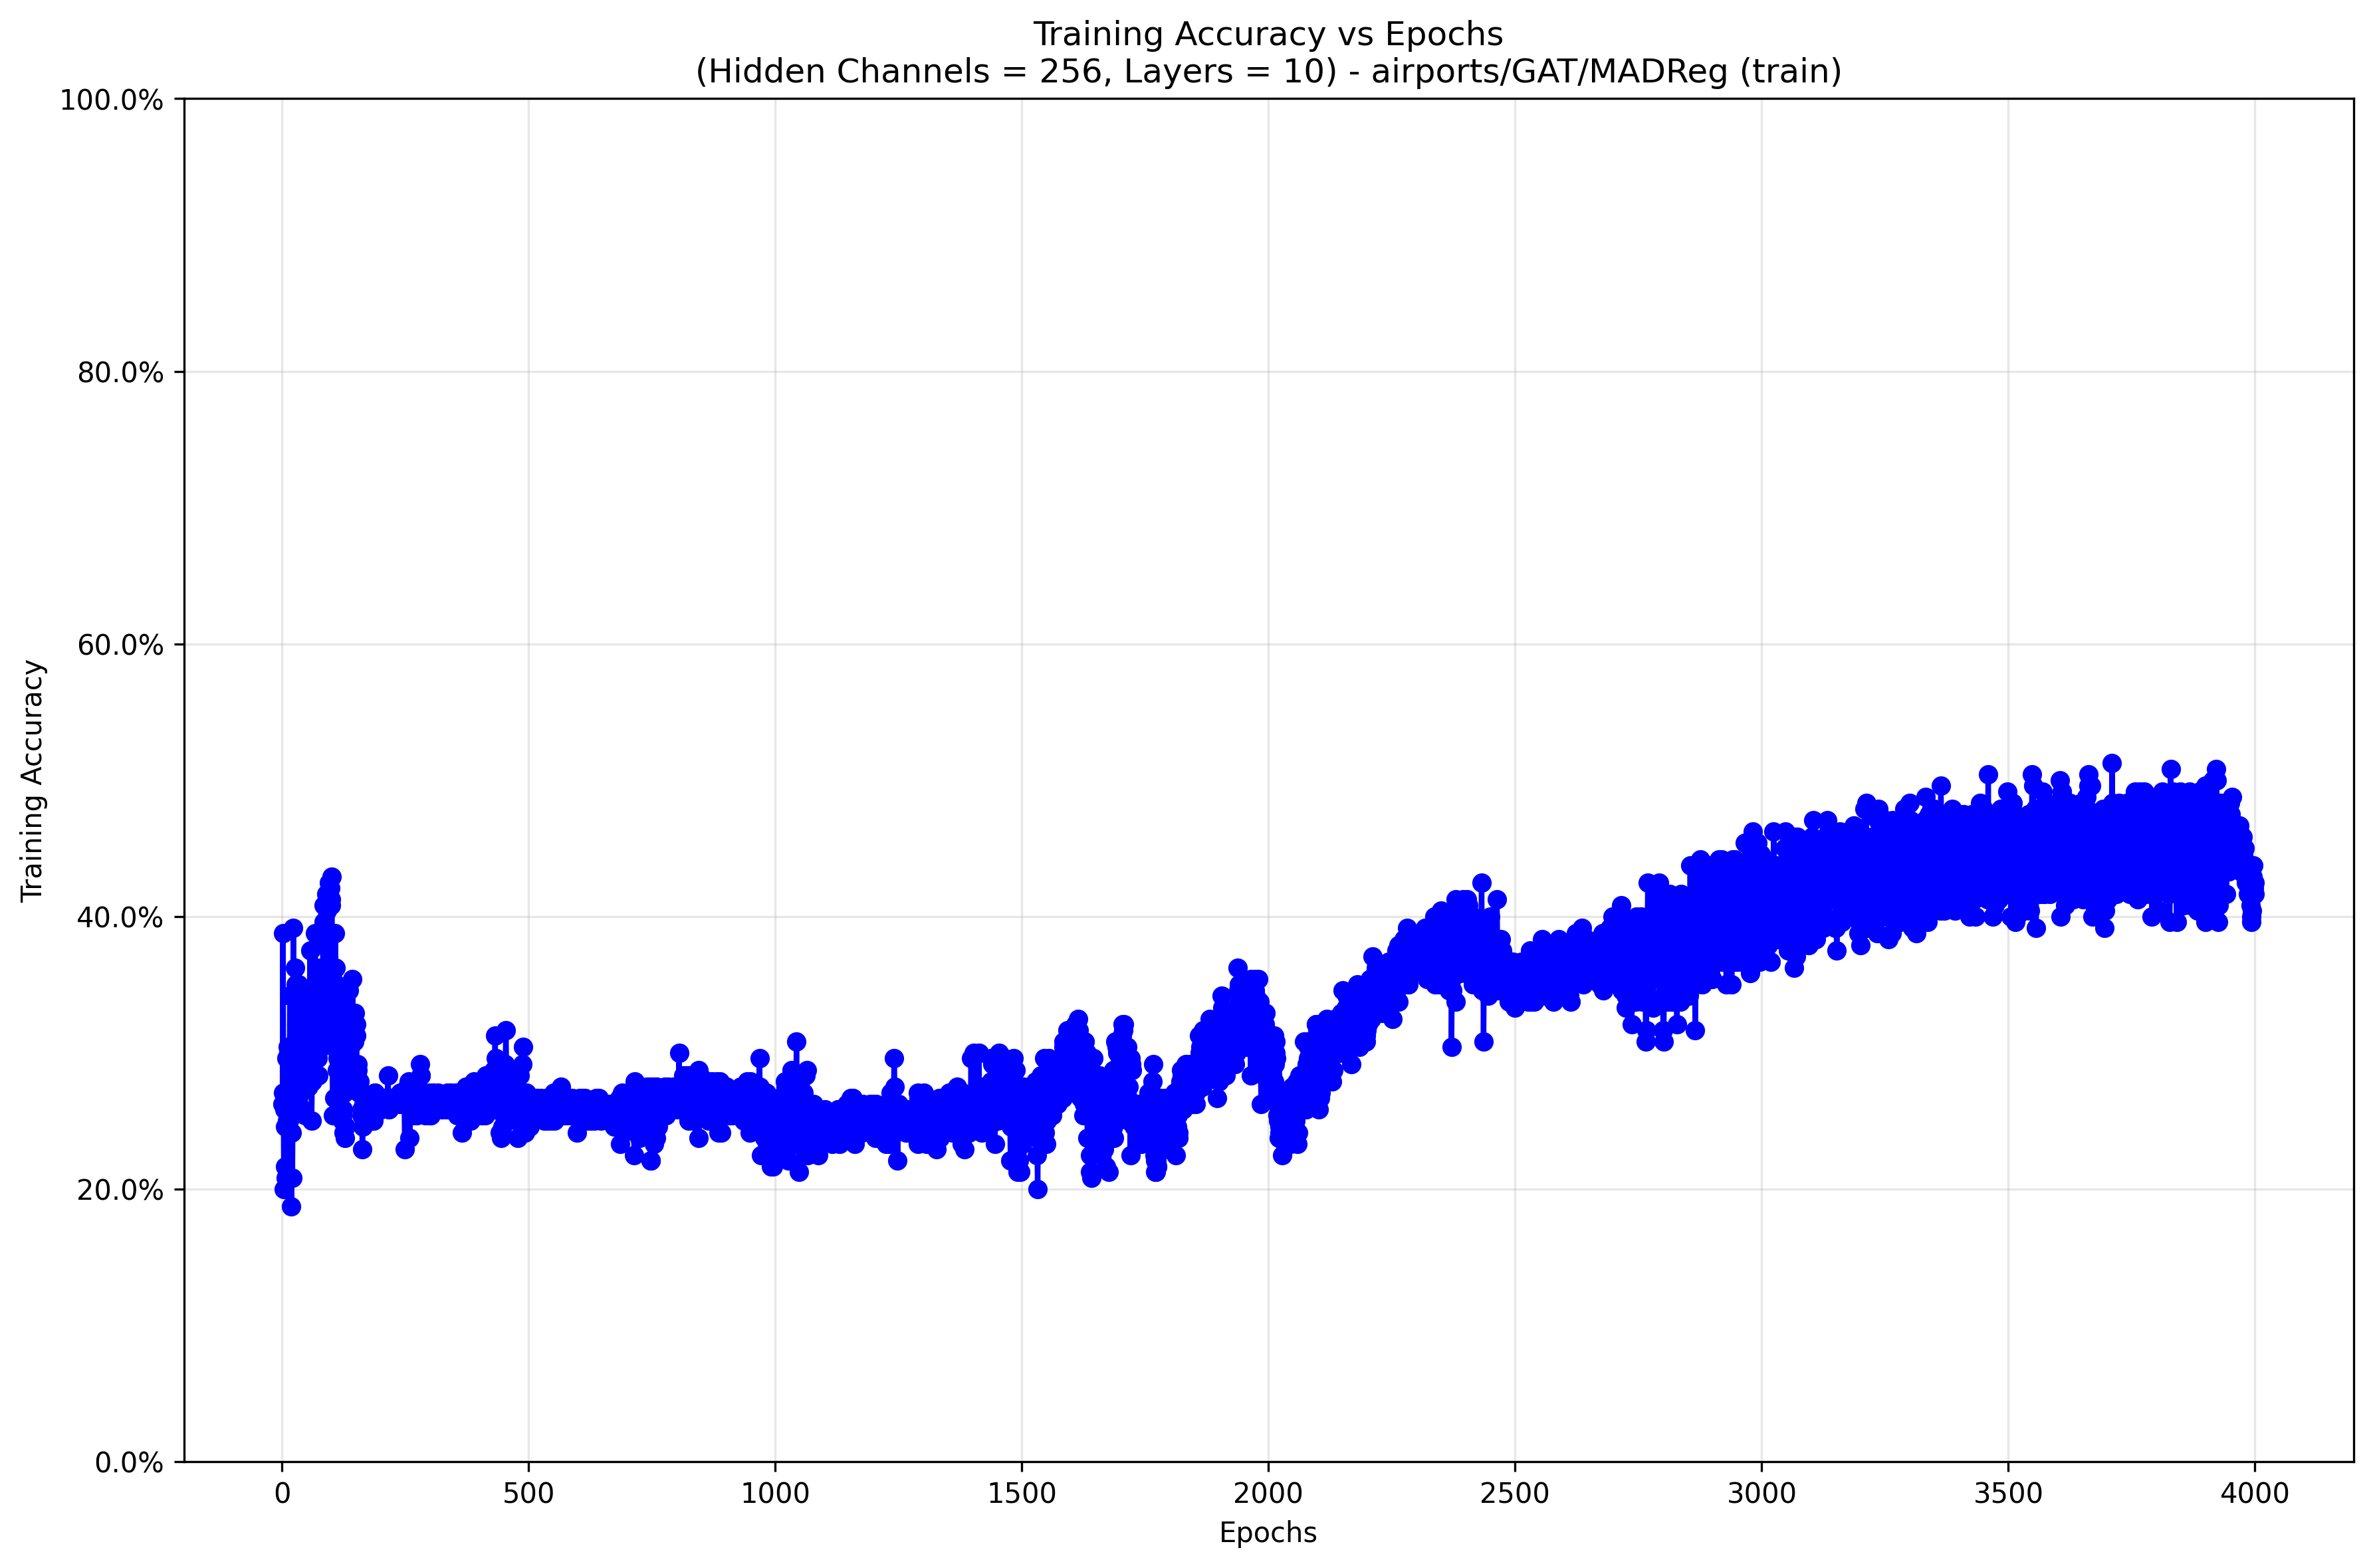 Training Accuracy vs Epochs
(Hidden Channels = 256, Layers = 10) - airports/GAT/MADReg (train)
100.0%
80.0%
60.0%
40.0%
20.0%
0.0%
Training Accuracy
0 500 1000 1500 2000 2500 3000 3500 4000
Epochs